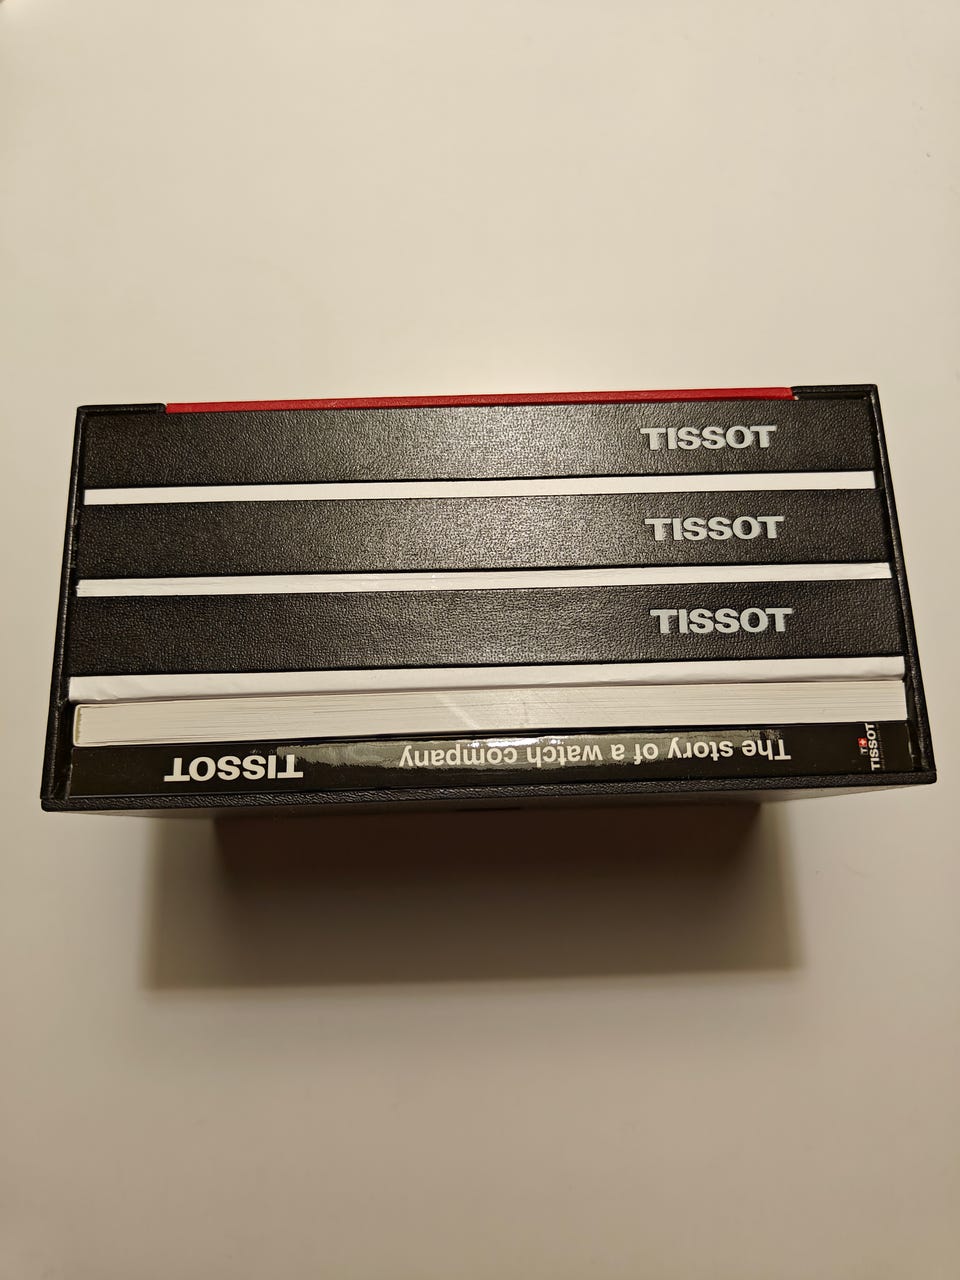 TISSOT
TISSOT
TISSOT
The story of a watch company TISSOT
T+
TISSOT